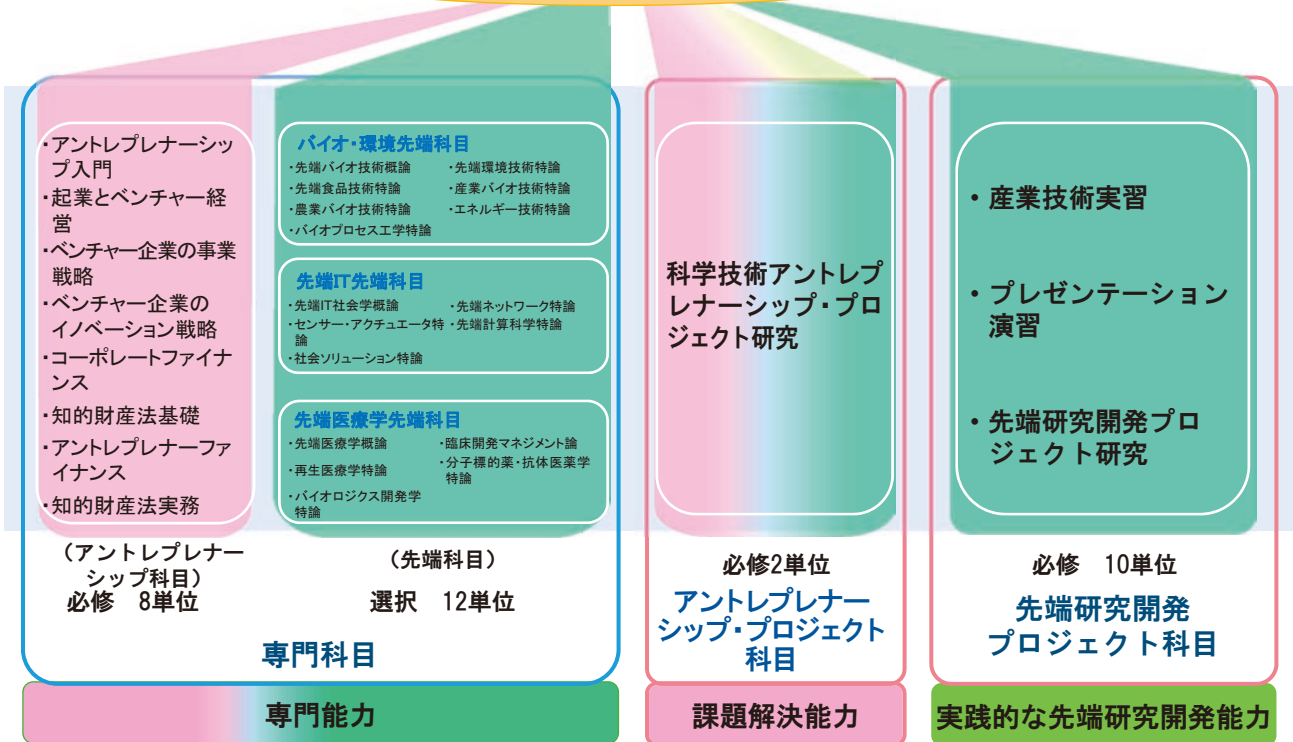 ・アントレプレナーシッ
プ入門
・起業とベンチャー経
営
・ベンチャー企業の事業
戦略
・ベンチャー企業の
イノベーション戦略
・コーポレートファイナ
ンス
・知的財産法基礎
・アントレプレナーファ
イナンス
・知的財産法実務
(アントレプレナー
シップ科目)
必修 8単位
バイオ・環境先端科目
・先端バイオ技術概論 ・先端環境技術特論
・先端食品技術特論 ・産業バイオ技術特論
・農業バイオ技術特論 ・エネルギー技術特論
・バイオプロセス工学特論
先端IT先端科目
・先端IT社会学概論 ・先端ネットワーク特論
・センサー・アクチュエータ特 ・先端計算科学特論
論
・社会ソリューション特論
先端医療学先端科目
・先端医療学概論 ・臨床開発マネジメント論
・再生医療学特論 ・分子標的薬・抗体医薬学
特論
・バイオロジクス開発学
特論
(先端科目)
選択 12単位
専門科目
専門能力
科学技術アントレプ
レナーシップ・プロ
ジェクト研究
必修2単位
アントレプレナー
シップ・プロジェクト
科目
課題解決能力
・産業技術実習
・プレゼンテーション
演習
・先端研究開発プロ
ジェクト研究
必修 10単位
先端研究開発
プロジェクト科目
実践的な先端研究開発能力